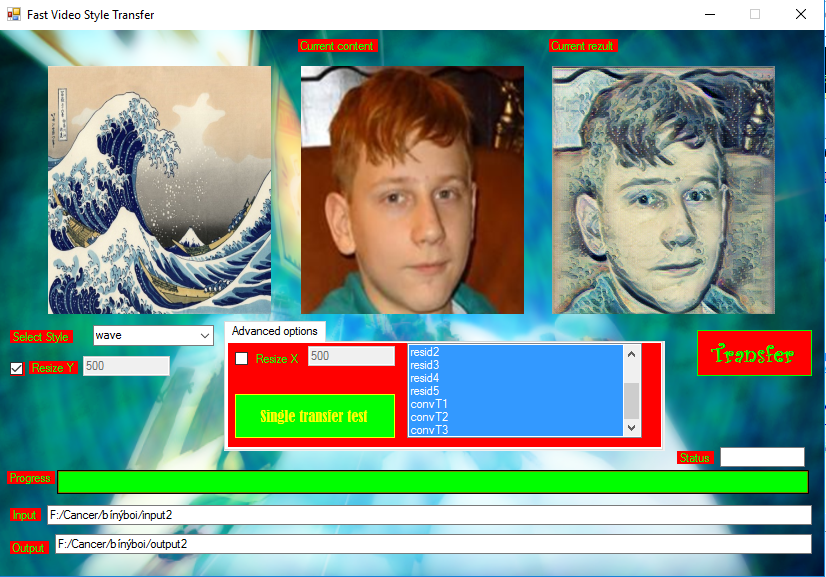 Fast Video Style Transfer
Current content
Current rezult
Select Style
wave
Advanced options
Resize X
500
resid2
resid3
resid4
resid5
convT1
convT2
convT3
Transfer
Resize Y
500
Single transfer test
Status
Progress
Input
F:/Cancer/bínýboi/input2
Output
F:/Cancer/bínýboi/output2